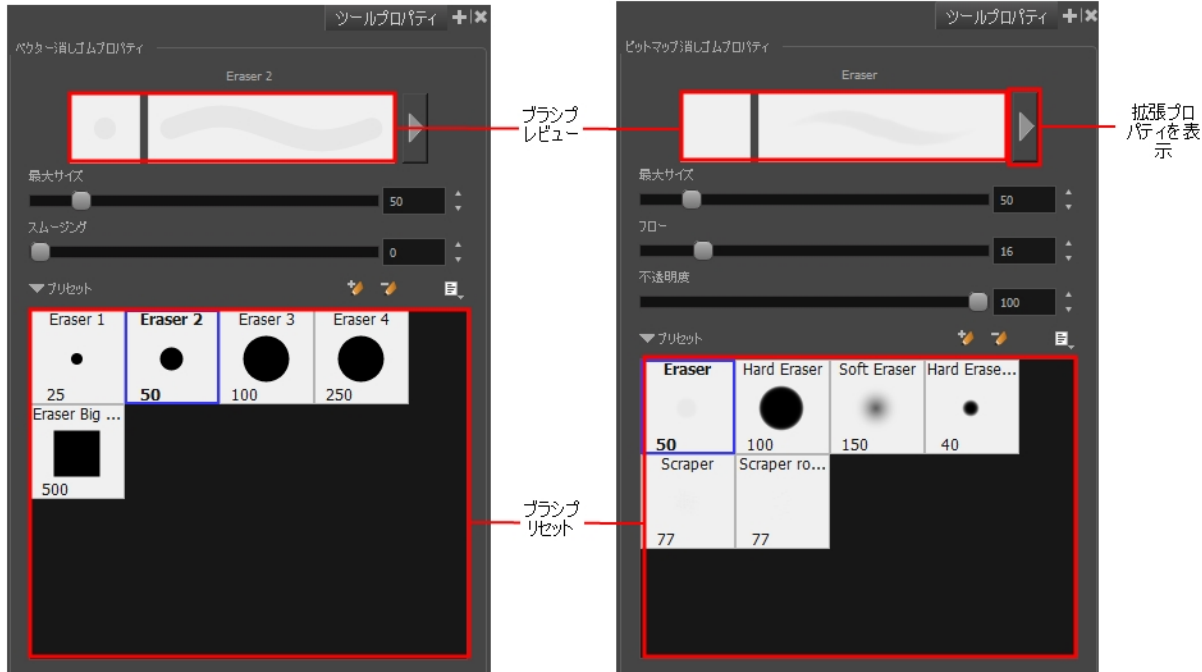 ツールプロパティ
ベクター消しゴムプロパティ
Eraser 2
最大サイズ
50
スムージング
0
プリセット
Eraser 1
25
Eraser 2
50
Eraser 3
100
Eraser 4
250
Eraser Big ...
500
ブラシプ
レビュー
ブラシプ
リセット
ツールプロパティ
ビットマップ消しゴムプロパティ
Eraser
最大サイズ
50
フロー
16
不透明度
100
プリセット
Eraser
50
Hard Eraser
100
Soft Eraser
150
Hard Erase...
40
Scraper
77
Scraper ro...
77
拡張プロ
パティを表
示